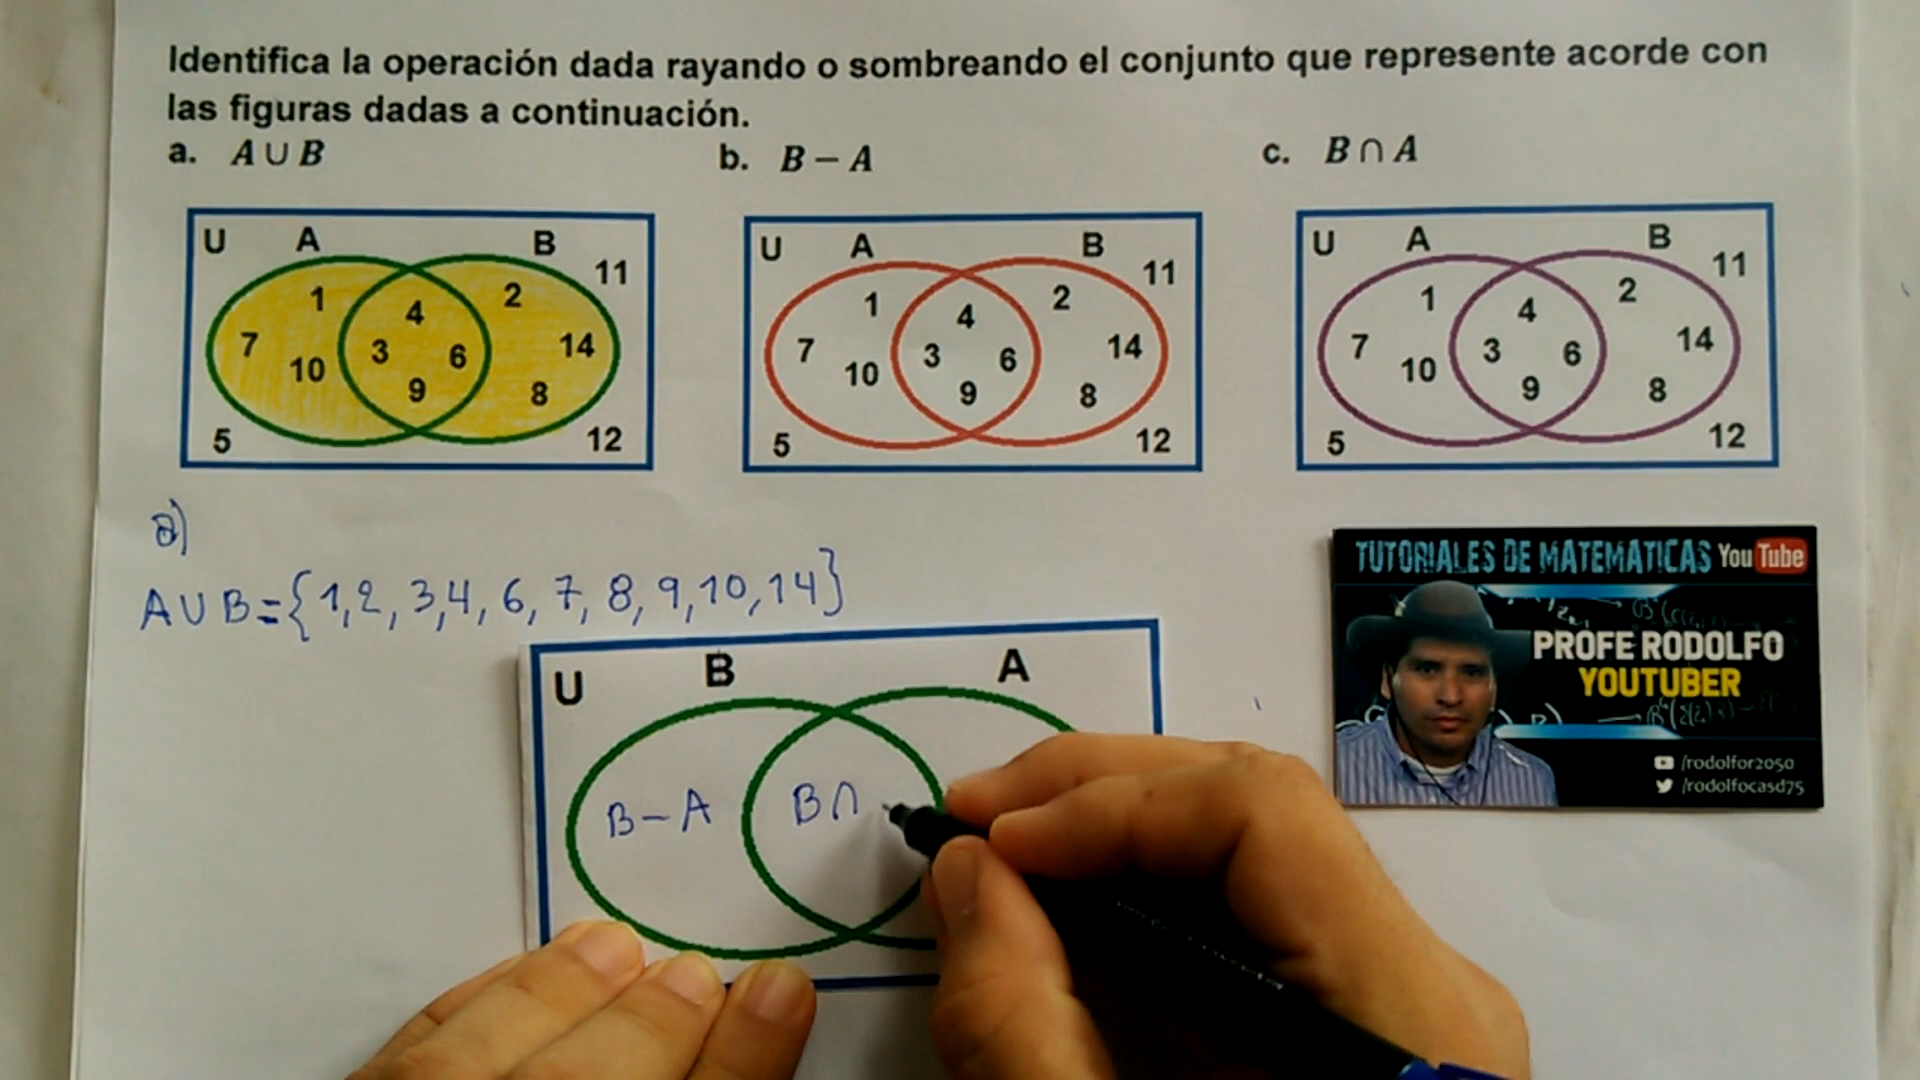 Identifica la operación dada rayando o sombreando el conjunto que represente acorde con
las figuras dadas a continuación.
a. A ∪ B
b. B − A
c. B ∩ A
U A B 11
1 4 2
7 3 6 14
10 9 8
5 12
U A B 11
1 4 2
7 3 6 14
10 9 8
5 12
U A B 11
1 4 2
7 3 6 14
10 9 8
5 12
a)
A∪B={1,2,3,4,6,7,8,9,10,14}
U B A
B-A B∩
TUTORIALES DE MATEMATICAS YouTube
PROFE RODOLFO
YOUTUBER
/rodolfor2050
/rodolfocasd75